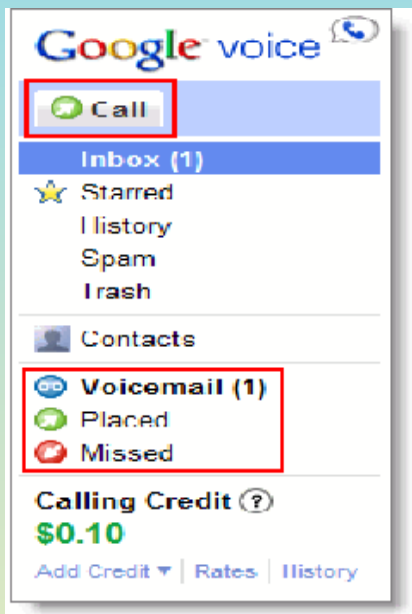 Google voice
Call
Inbox (1)
Starred
History
Spam
Trash
Contacts
Voicemail (1)
Placed
Missed
Calling Credit (?)
$0.10
Add Credit ▼ | Rates | History